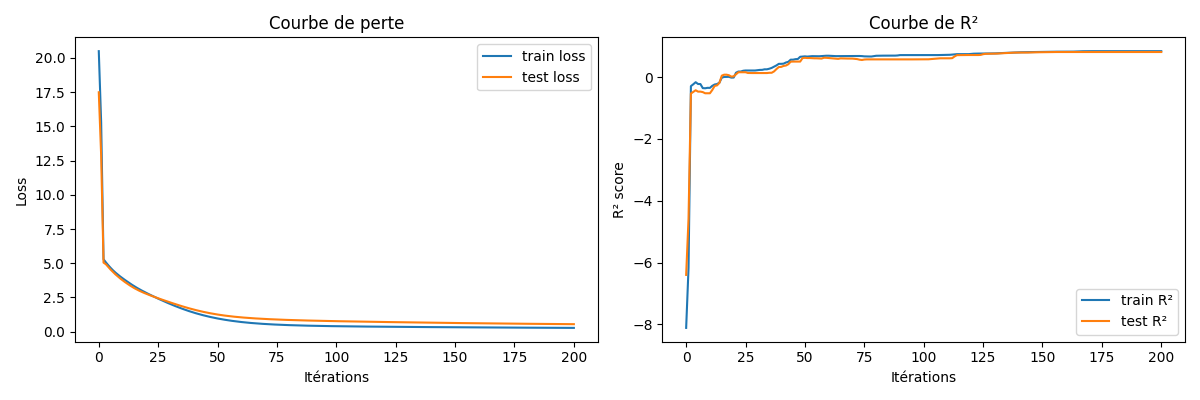 Courbe de perte
20.0
17.5
15.0
12.5
10.0
7.5
5.0
2.5
0.0
Loss
train loss
test loss
0 25 50 75 100 125 150 175 200
Itérations
Courbe de R²
0
−2
−4
−6
−8
R² score
train R²
test R²
0 25 50 75 100 125 150 175 200
Itérations